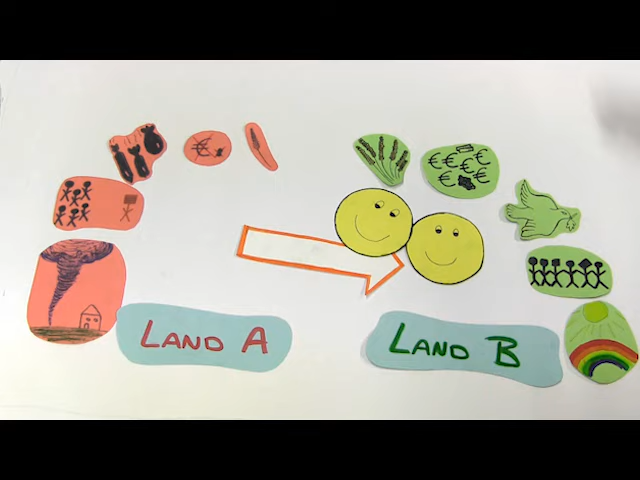 €
€ € €
€ € €
€ €
LAND A
LAND B